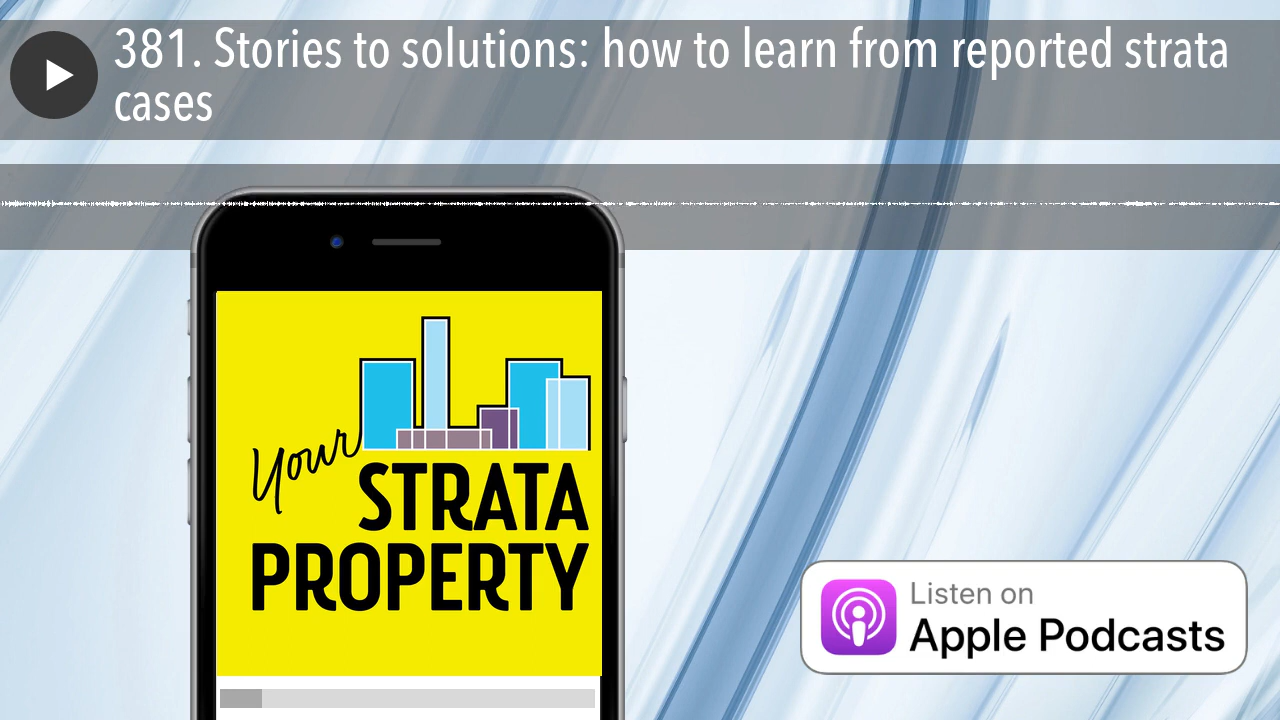 381. Stories to solutions: how to learn from reported strata
cases
Your
STRATA
PROPERTY
Listen on
Apple Podcasts